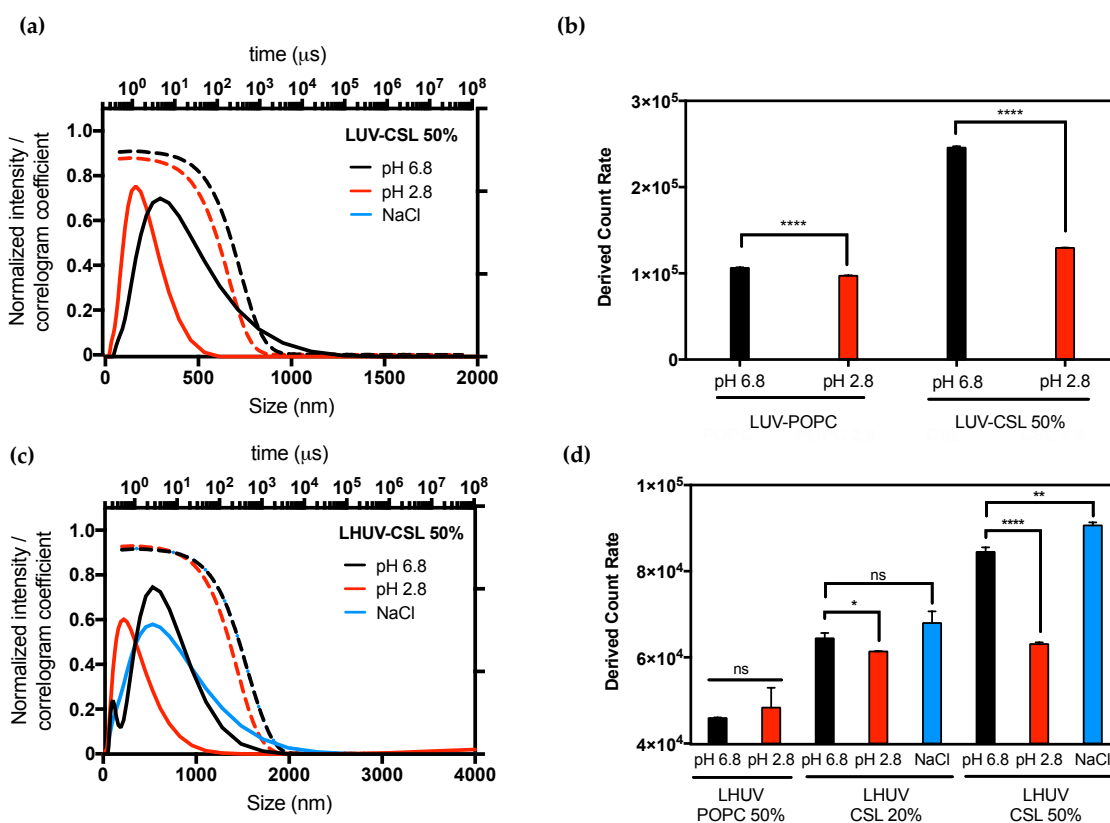 (a)
time (μs)
10⁰ 10¹ 10² 10³ 10⁴ 10⁵ 10⁶ 10⁷ 10⁸
Normalized intensity /
correlogram coefficient
1.0
0.8
0.6
0.4
0.2
0
LUV-CSL 50%
pH 6.8
pH 2.8
NaCl
0 500 1000 1500 2000
Size (nm)
(b)
Derived Count Rate
3×10⁵
2×10⁵
1×10⁵
0
****
****
pH 6.8 pH 2.8 pH 6.8 pH 2.8
LUV-POPC LUV-CSL 50%
(c)
time (μs)
10⁰ 10¹ 10² 10³ 10⁴ 10⁵ 10⁶ 10⁷ 10⁸
Normalized intensity /
correlogram coefficient
1.0
0.8
0.6
0.4
0.2
0
LHUV-CSL 50%
pH 6.8
pH 2.8
NaCl
0 1000 2000 3000 4000
Size (nm)
(d)
Derived Count Rate
1×10⁵
8×10⁴
6×10⁴
4×10⁴
ns
ns
*
**
****
pH 6.8 pH 2.8 pH 6.8 pH 2.8 NaCl pH 6.8 pH 2.8 NaCl
LHUV LHUV LHUV
POPC 50% CSL 20% CSL 50%